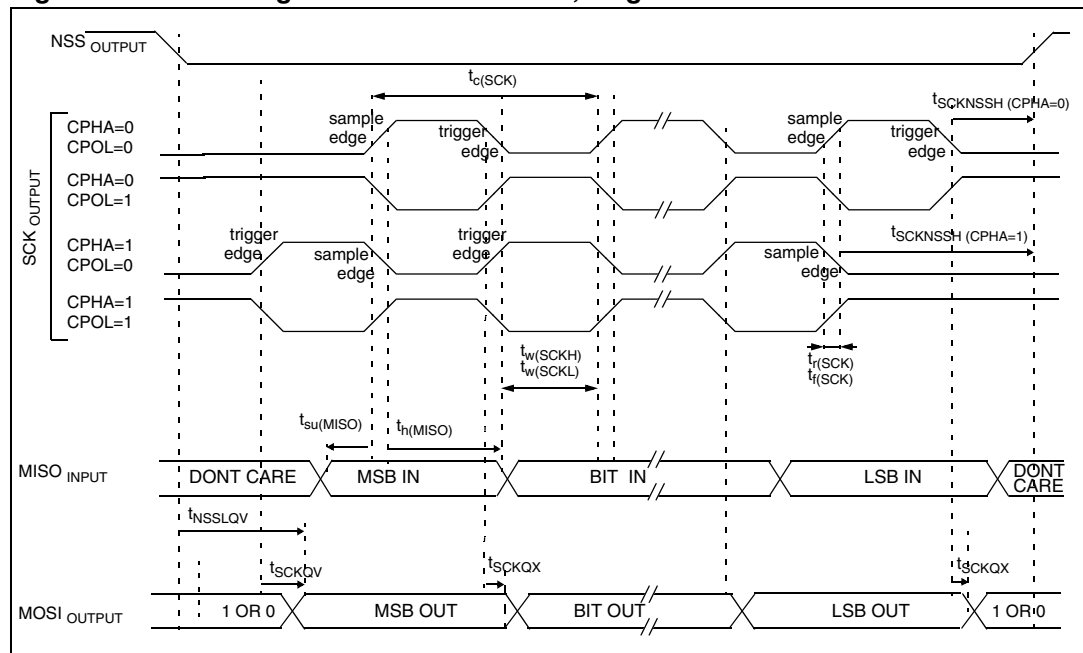 NSS OUTPUT
tc(SCK)
tSCKNSSH (CPHA=0)
SCK OUTPUT
CPHA=0
CPOL=0
sample
edge
trigger
edge
sample
edge
trigger
edge
CPHA=0
CPOL=1
CPHA=1
CPOL=0
trigger
edge
sample
edge
trigger
edge
sample
edge
tSCKNSSH (CPHA=1)
CPHA=1
CPOL=1
tw(SCKH)
tw(SCKL)
tr(SCK)
tf(SCK)
tsu(MISO)
th(MISO)
MISO INPUT
DONT CARE
MSB IN
BIT IN
LSB IN
DONT
CARE
tNSSLQV
tSCKQV
tSCKQX
tSCKQX
MOSI OUTPUT
1 OR 0
MSB OUT
BIT OUT
LSB OUT
1 OR 0